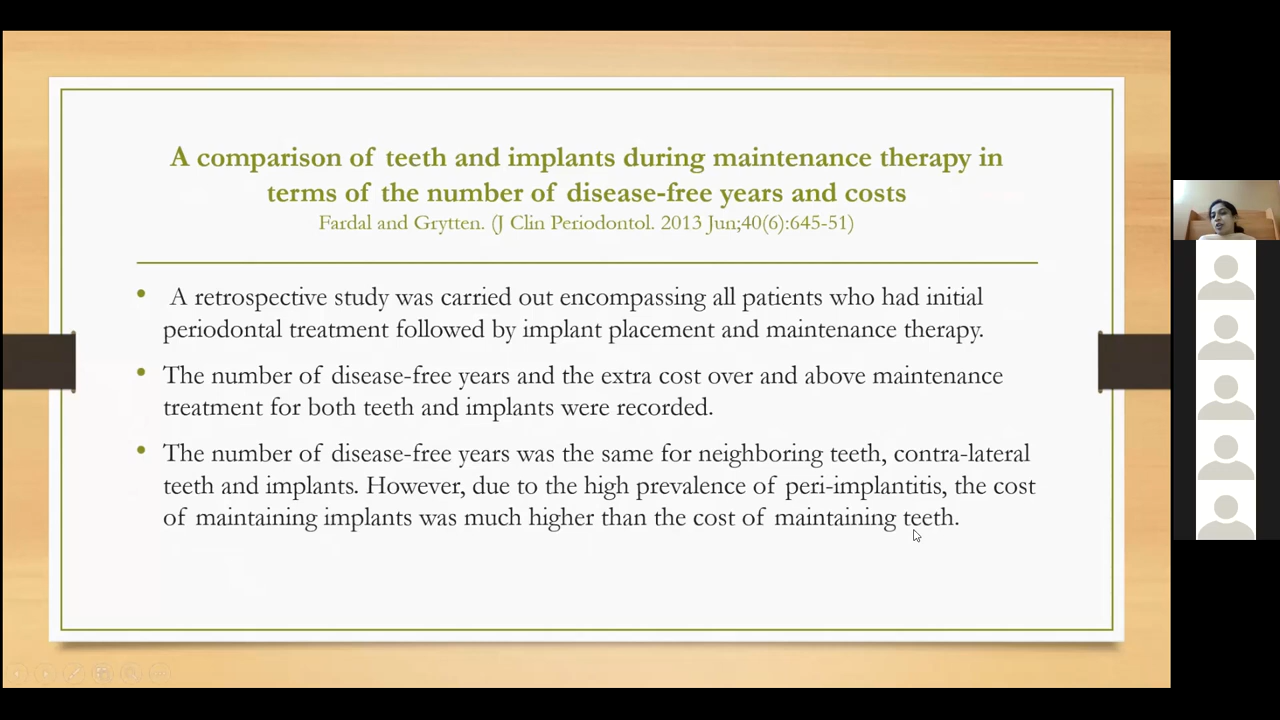 A comparison of teeth and implants during maintenance therapy in
terms of the number of disease-free years and costs
Fardal and Grytten. (J Clin Periodontol. 2013 Jun;40(6):645-51)
• A retrospective study was carried out encompassing all patients who had initial
periodontal treatment followed by implant placement and maintenance therapy.
• The number of disease-free years and the extra cost over and above maintenance
treatment for both teeth and implants were recorded.
• The number of disease-free years was the same for neighboring teeth, contra-lateral
teeth and implants. However, due to the high prevalence of peri-implantitis, the cost
of maintaining implants was much higher than the cost of maintaining teeth.